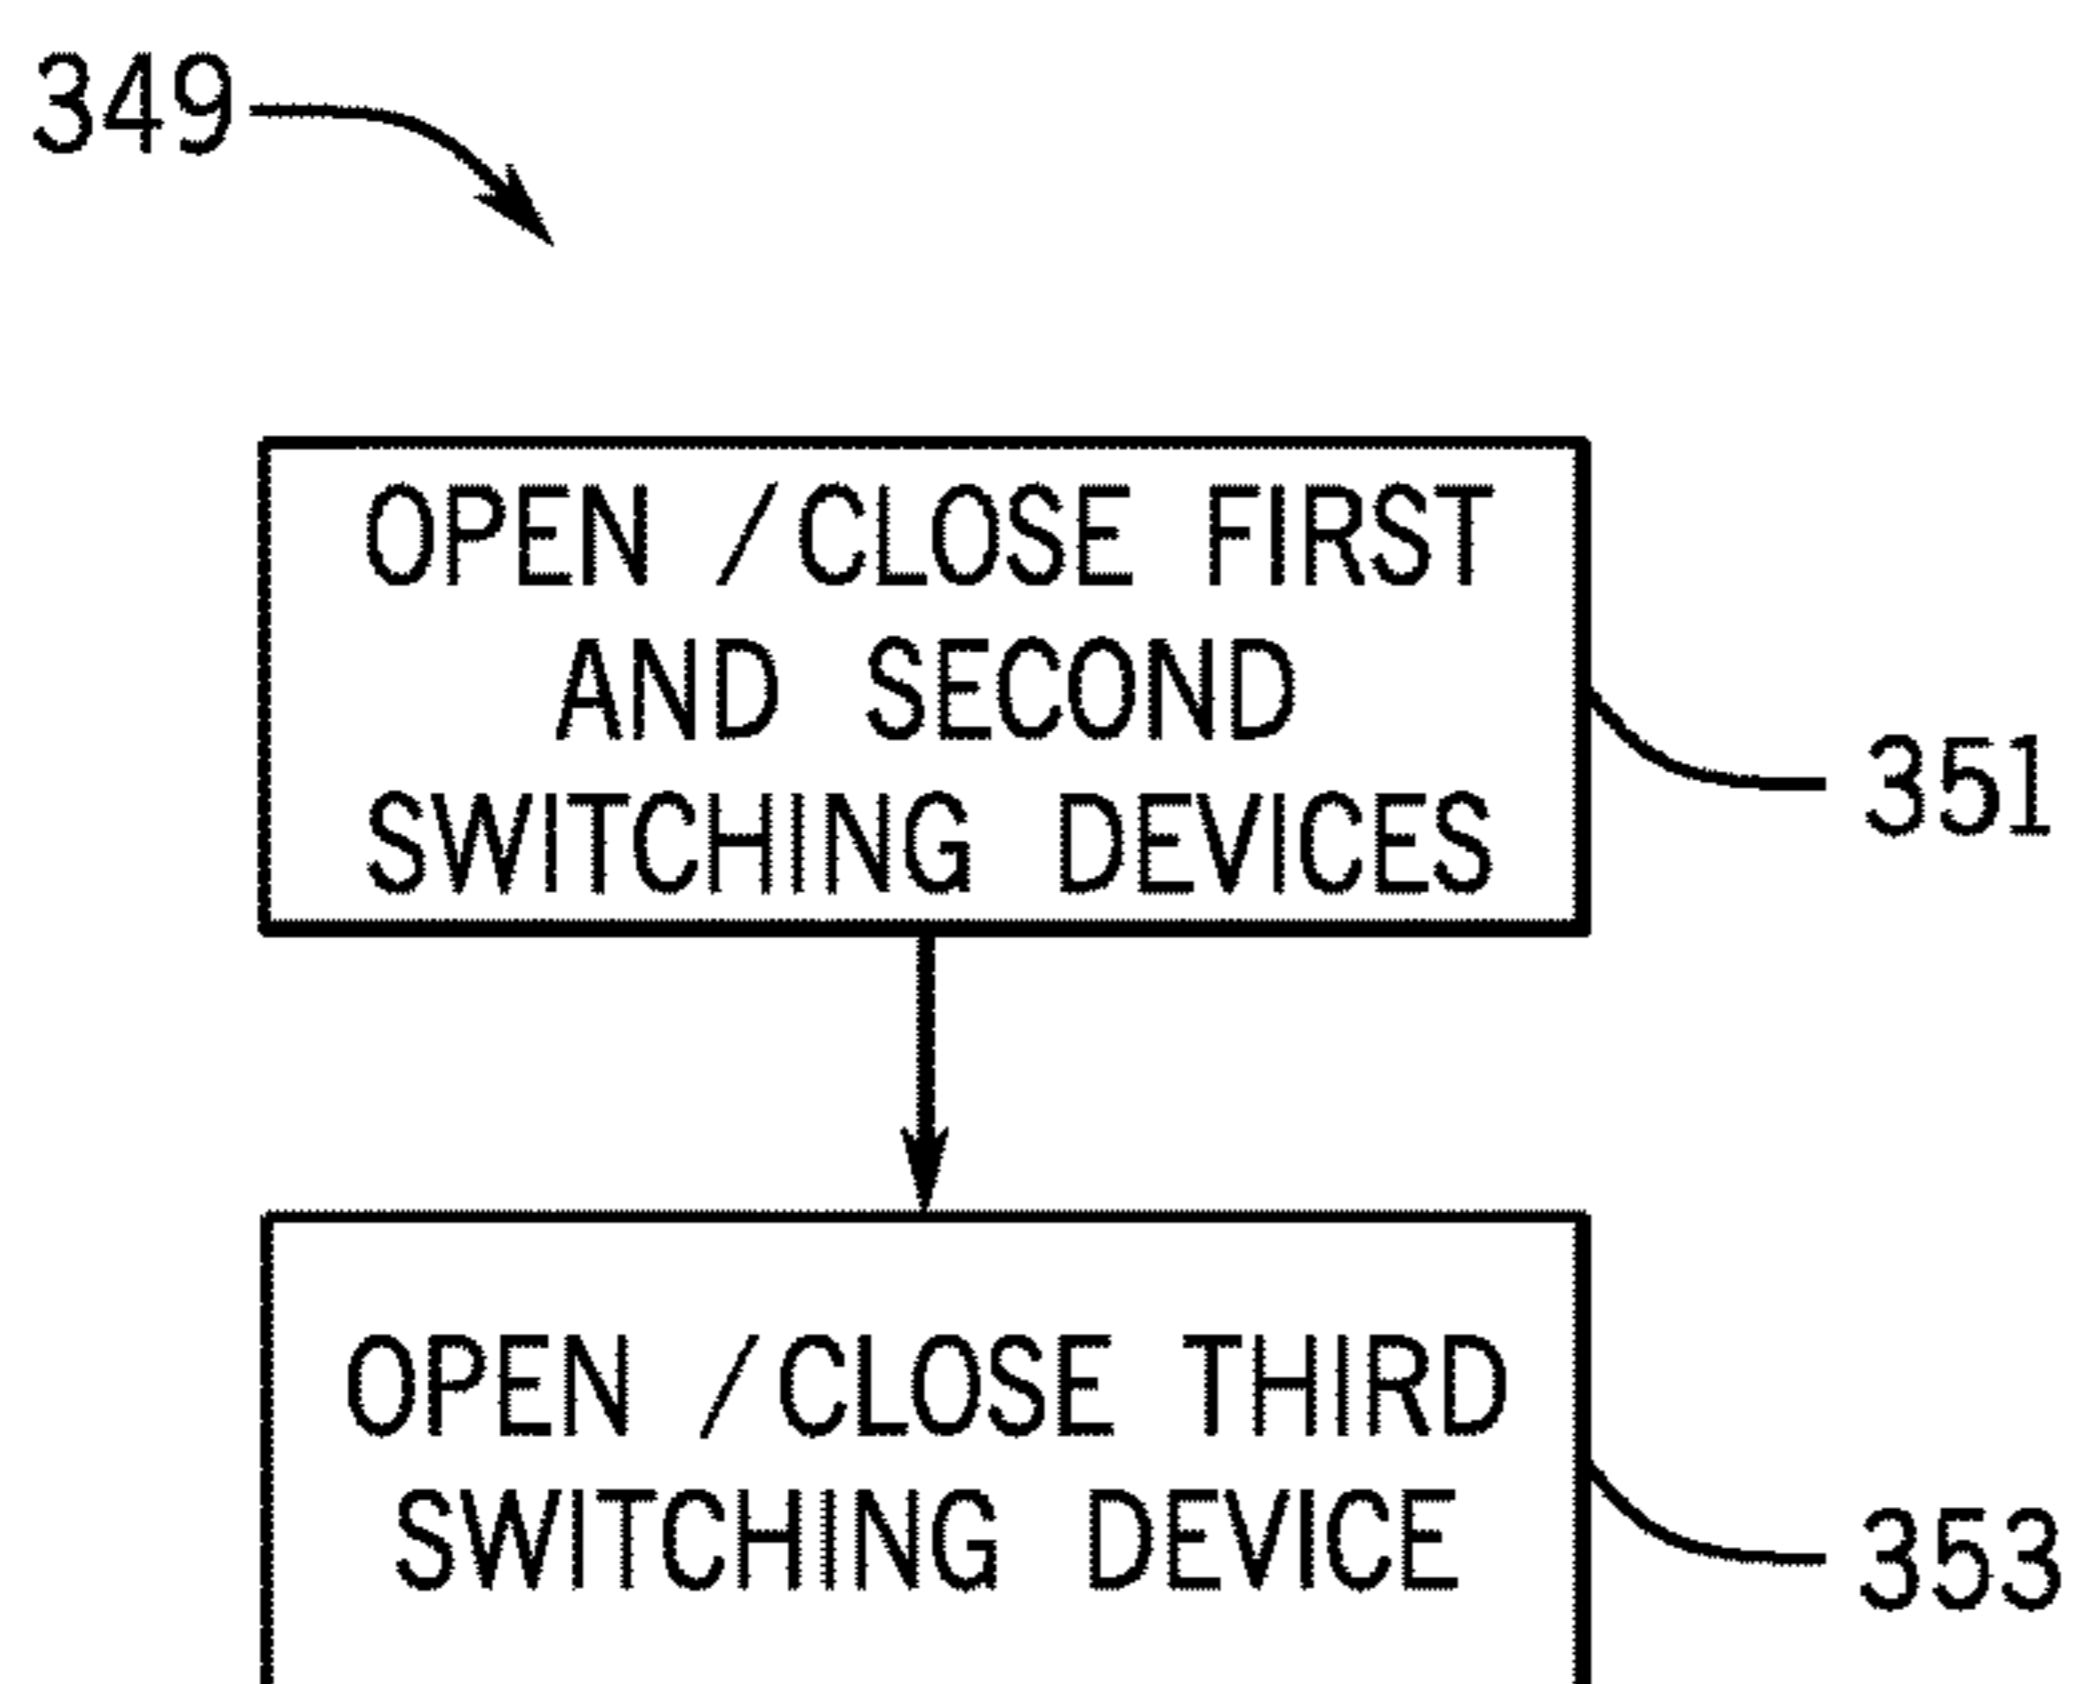 349
OPEN /CLOSE FIRST
AND SECOND
SWITCHING DEVICES
351
OPEN /CLOSE THIRD
SWITCHING DEVICE
353